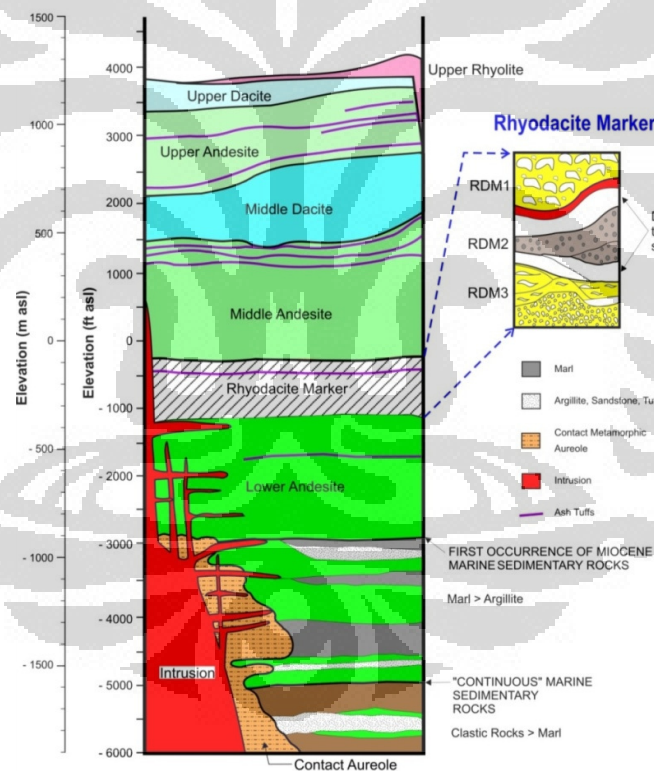 1500
1000
500
0
- 500
- 1000
- 1500
Elevation (m asl)
4000
3000
2000
1000
0
- 1000
-2000
-3000
- 4000
- 5000
- 6000
Elevation (ft asl)
Upper Rhyolite
Upper Dacite
Upper Andesite
Middle Dacite
Middle Andesite
Rhyodacite Marker
Lower Andesite
Intrusion
Contact Aureole
Rhyodacite Marker
RDM1
RDM2
RDM3
Marl
Argillite, Sandstone,
Contact Metamorphic
Aureole
Intrusion
Ash Tuffs
FIRST OCCURRENCE OF MIOCENE
MARINE SEDIMENTARY ROCKS
Marl > Argillite
"CONTINUOUS" MARINE
SEDIMENTARY
ROCKS
Clastic Rocks > Marl